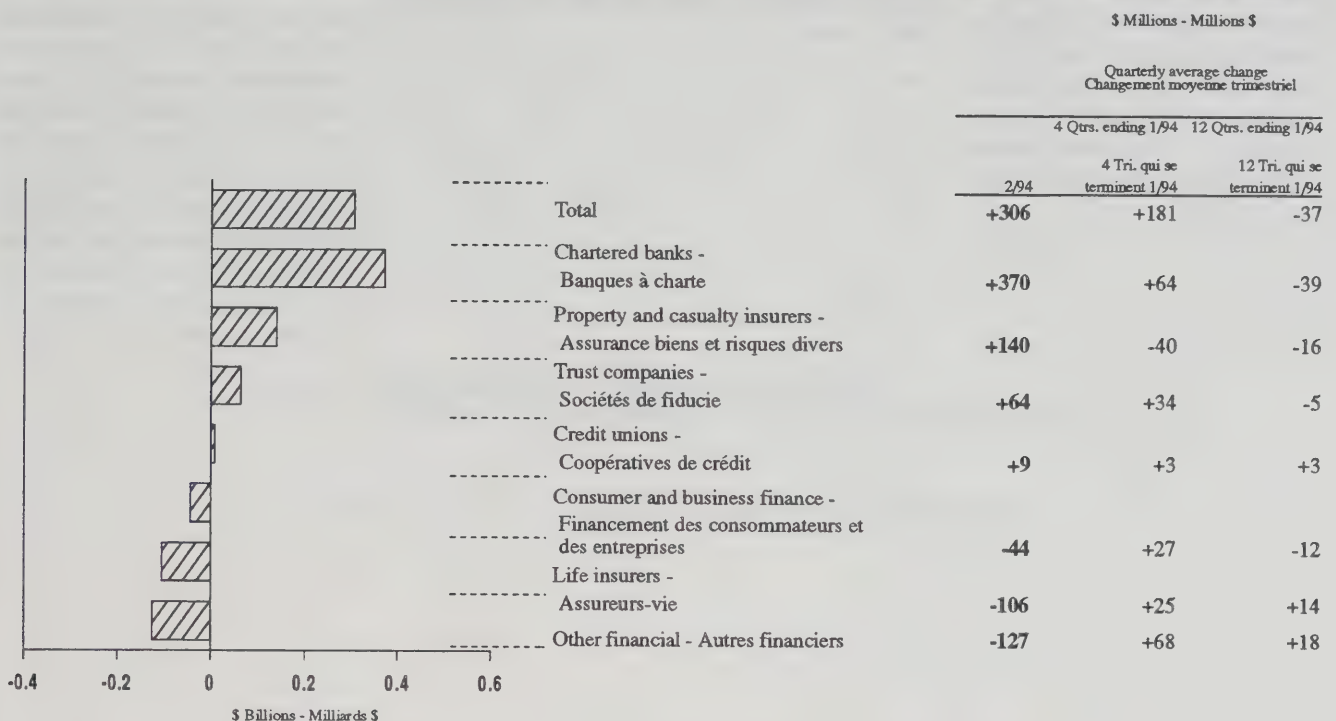 $ Millions - Millions $
Quarterly average change
Changement moyenne trimestriel
4 Qtrs. ending 1/94 12 Qtrs. ending 1/94
4 Tri. qui se 12 Tri. qui se
2/94 terminent 1/94 terminent 1/94
Total +306 +181 -37
Chartered banks -
Banques à charte +370 +64 -39
Property and casualty insurers -
Assurance biens et risques divers +140 -40 -16
Trust companies -
Sociétés de fiducie +64 +34 -5
Credit unions -
Coopératives de crédit +9 +3 +3
Consumer and business finance -
Financement des consommateurs et
des entreprises -44 +27 -12
Life insurers -
Assureurs-vie -106 +25 +14
Other financial - Autres financiers -127 +68 +18
-0.4 -0.2 0 0.2 0.4 0.6
$ Billions - Milliards $